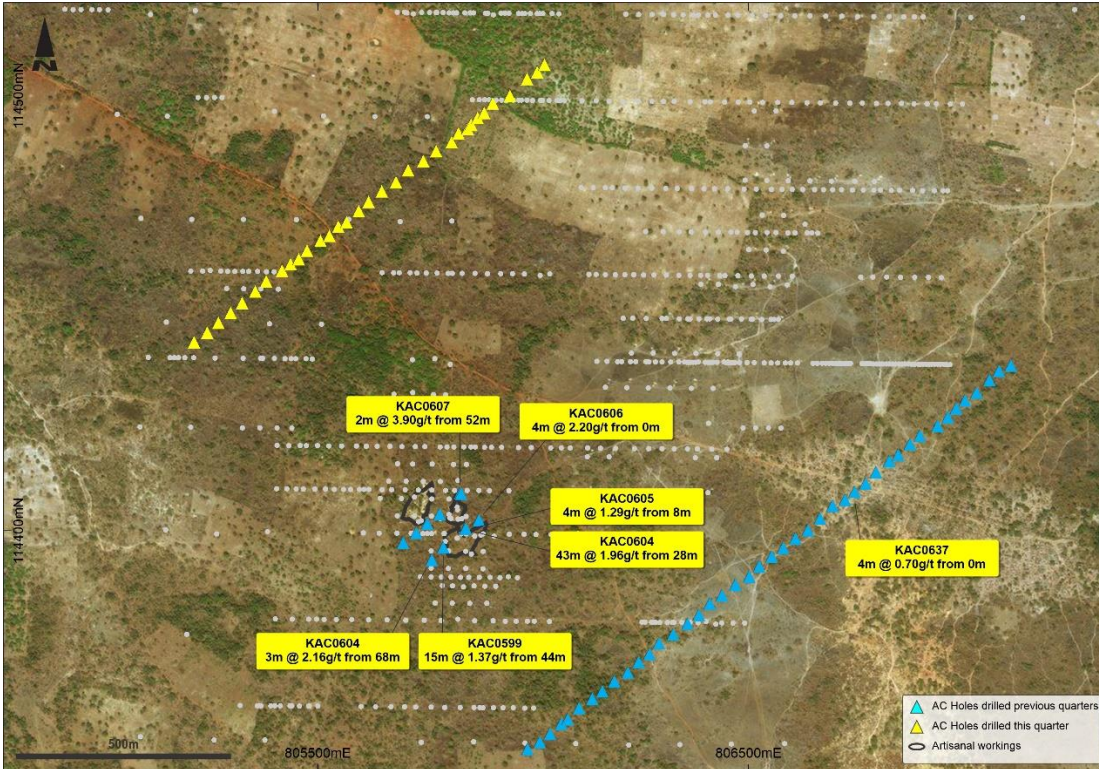 N
114500mN
KAC0607
2m @ 3.90g/t from 52m
KAC0606
4m @ 2.20g/t from 0m
KAC0605
4m @ 1.29g/t from 8m
114400mN
KAC0604
43m @ 1.96g/t from 28m
KAC0637
4m @ 0.70g/t from 0m
KAC0604
3m @ 2.16g/t from 68m
KAC0599
15m @ 1.37g/t from 44m
AC Holes drilled previous quarters
AC Holes drilled this quarter
Artisanal workings
500m
805500mE
806500mE